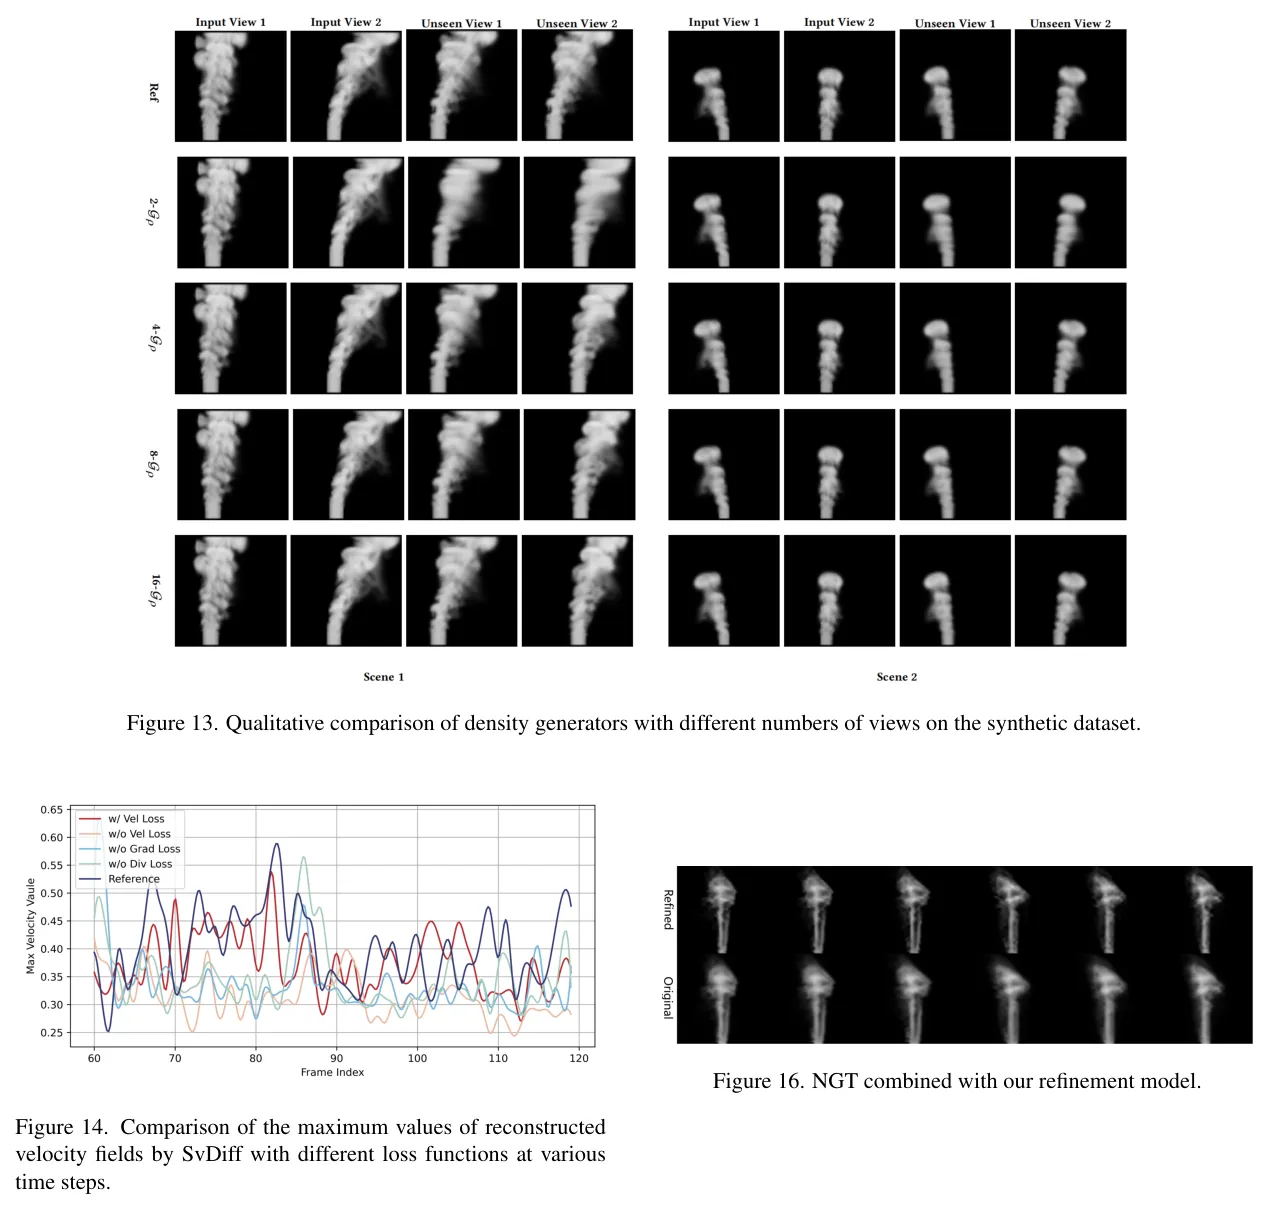 Input View 1 Input View 2 Unseen View 1 Unseen View 2 Input View 1 Input View 2 Unseen View 1 Unseen View 2
Ref
2-𝒢ρ
4-𝒢ρ
8-𝒢ρ
16-𝒢ρ
Scene 1 Scene 2
Figure 13. Qualitative comparison of density generators with different numbers of views on the synthetic dataset.
0.65
0.60
0.55
0.50
0.45
0.40
0.35
0.30
0.25
Max Velocity Vaule
w/ Vel Loss
w/o Vel Loss
w/o Grad Loss
w/o Div Loss
Reference
60 70 80 90 100 110 120
Frame Index
Figure 14. Comparison of the maximum values of reconstructed
velocity fields by SvDiff with different loss functions at various
time steps.
Refined
Original
Figure 16. NGT combined with our refinement model.